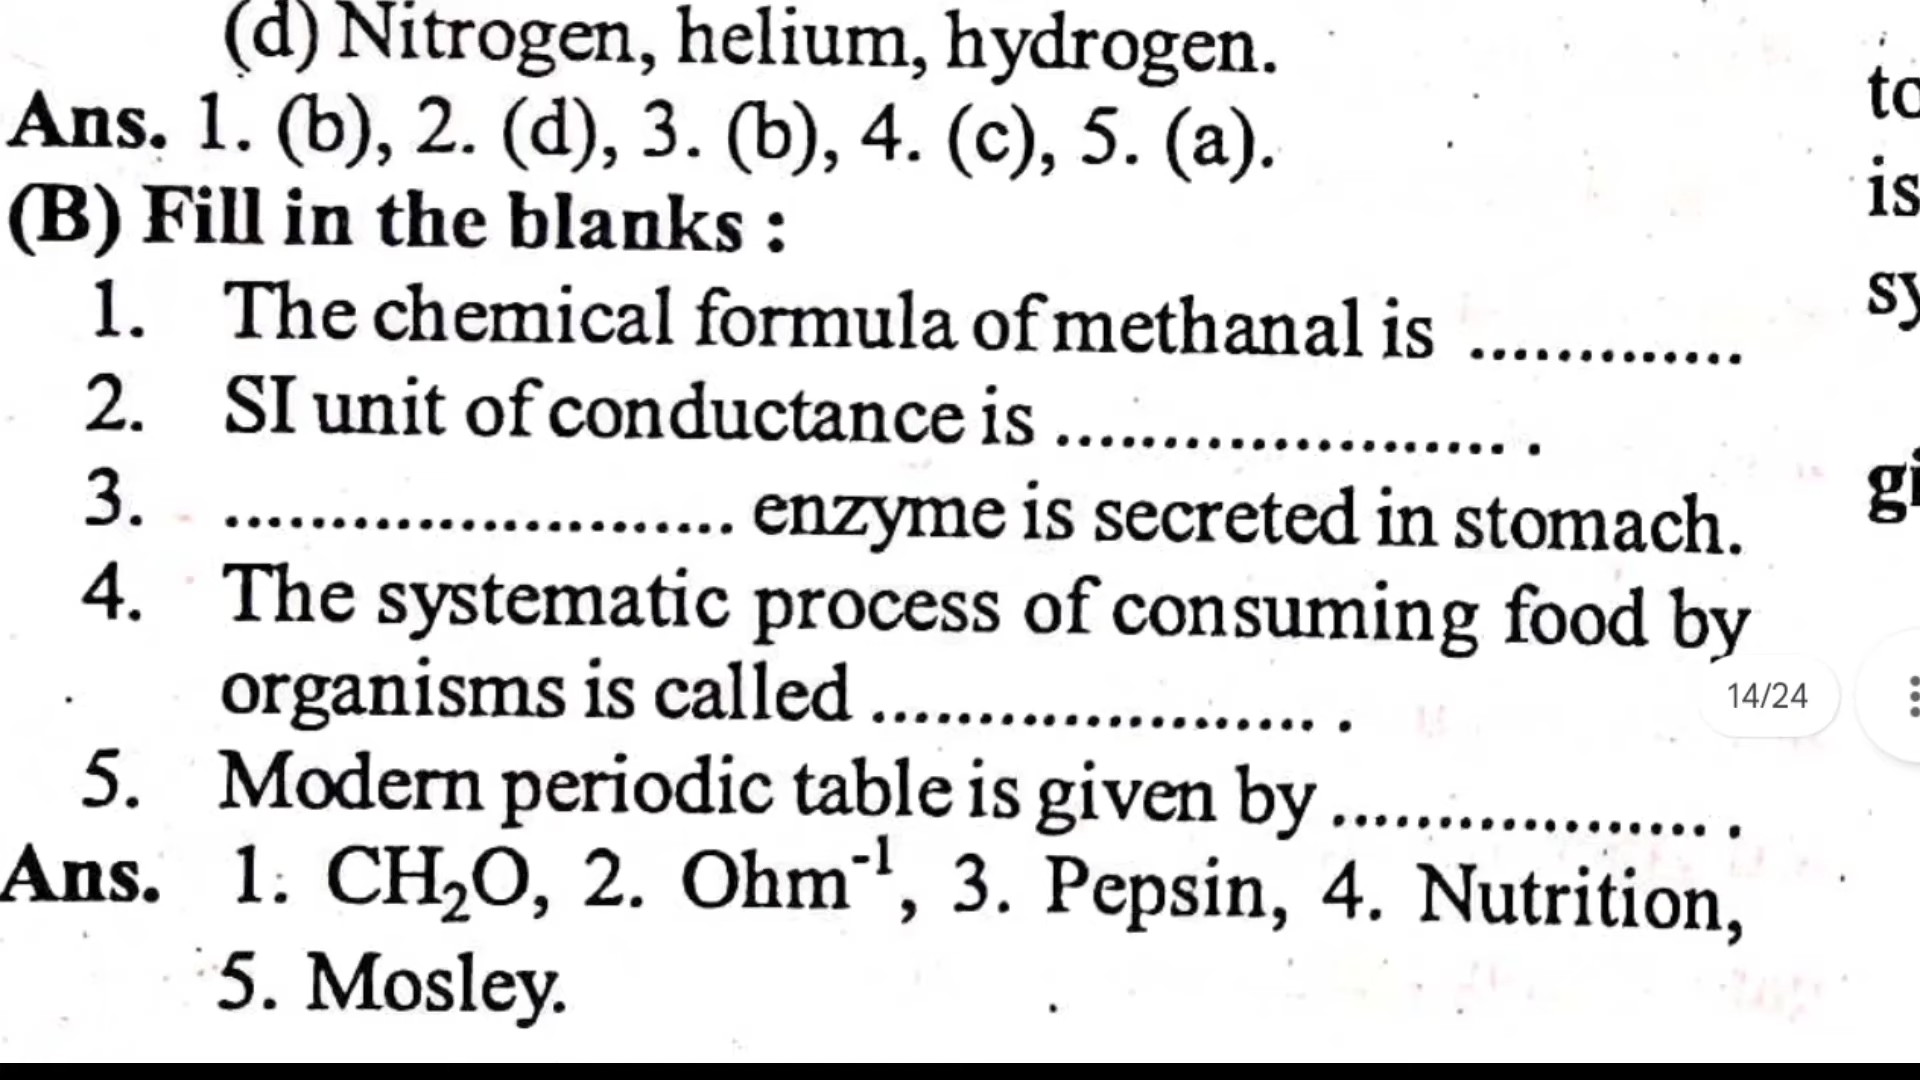 (d) Nitrogen, helium, hydrogen.
Ans. 1. (b), 2. (d), 3. (b), 4. (c), 5. (a).
(B) Fill in the blanks :
1. The chemical formula of methanal is .............
2. SI unit of conductance is ......................... .
3. ............................. enzyme is secreted in stomach.
4. The systematic process of consuming food by
organisms is called ......................... .
5. Modern periodic table is given by ..................... .
Ans. 1. CH₂O, 2. Ohm⁻¹, 3. Pepsin, 4. Nutrition,
5. Mosley.
to
is
sy
gi
14/24